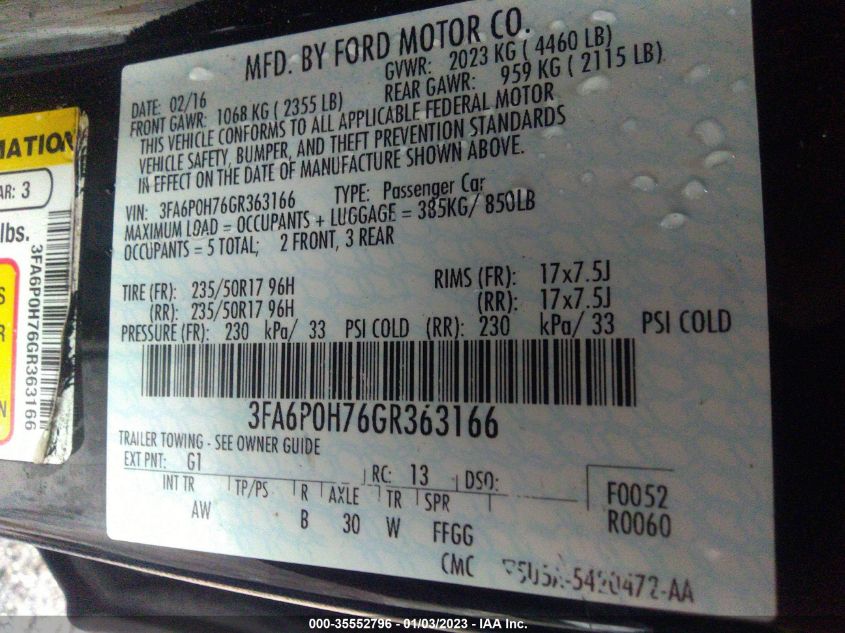 MFD. BY FORD MOTOR CO.
DATE: 02/16 GVWR: 2023 KG ( 4460 LB)
FRONT GAWR: 1068 KG ( 2355 LB) REAR GAWR: 959 KG ( 2115 LB)
THIS VEHICLE CONFORMS TO ALL APPLICABLE FEDERAL MOTOR
VEHICLE SAFETY, BUMPER, AND THEFT PREVENTION STANDARDS
IN EFFECT ON THE DATE OF MANUFACTURE SHOWN ABOVE.
VIN: 3FA6P0H76GR363166 TYPE: Passenger Car
MAXIMUM LOAD = OCCUPANTS + LUGGAGE = 385KG/ 850LB
OCCUPANTS = 5 TOTAL; 2 FRONT, 3 REAR
TIRE (FR): 235/50R17 96H RIMS (FR): 17x7.5J
(RR): 235/50R17 96H (RR): 17x7.5J
PRESSURE (FR): 230 kPa/ 33 PSI COLD (RR): 230 kPa/ 33 PSI COLD
3FA6P0H76GR363166
TRAILER TOWING - SEE OWNER GUIDE
EXT PNT: G1 RC: 13 DSO:
INT TR TP/PS R AXLE TR SPR F0052
AW B 30 W FFGG R0060
CMC 5490472-AA
MATION
AR: 3
lbs.
3FA6P0H76GR363166
S
R
N
000-35552796 - 01/03/2023 - IAA Inc.